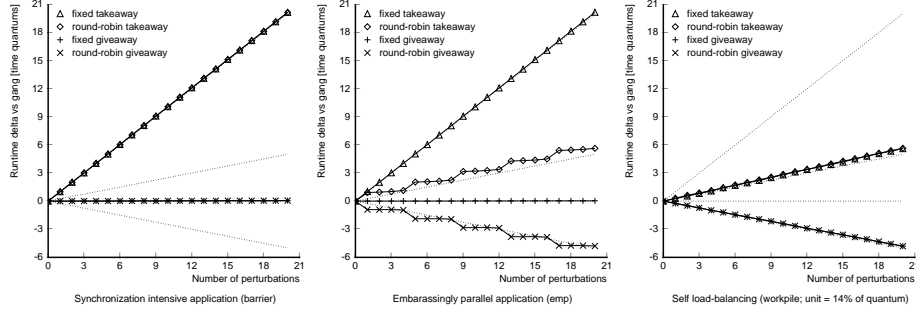 Runtime delta vs gang [time quantums]
21
18
15
12
9
6
3
0
-3
-6
fixed takeaway
round-robin takeaway
fixed giveaway
round-robin giveaway
0 3 6 9 12 15 18 21
Number of perturbations
Synchronization intensive application (barrier)
Runtime delta vs gang [time quantums]
21
18
15
12
9
6
3
0
-3
-6
fixed takeaway
round-robin takeaway
fixed giveaway
round-robin giveaway
0 3 6 9 12 15 18 21
Number of perturbations
Embarassingly parallel application (emp)
Runtime delta vs gang [time quantums]
21
18
15
12
9
6
3
0
-3
-6
fixed takeaway
round-robin takeaway
fixed giveaway
round-robin giveaway
0 3 6 9 12 15 18 21
Number of perturbations
Self load-balancing (workpile; unit = 14% of quantum)